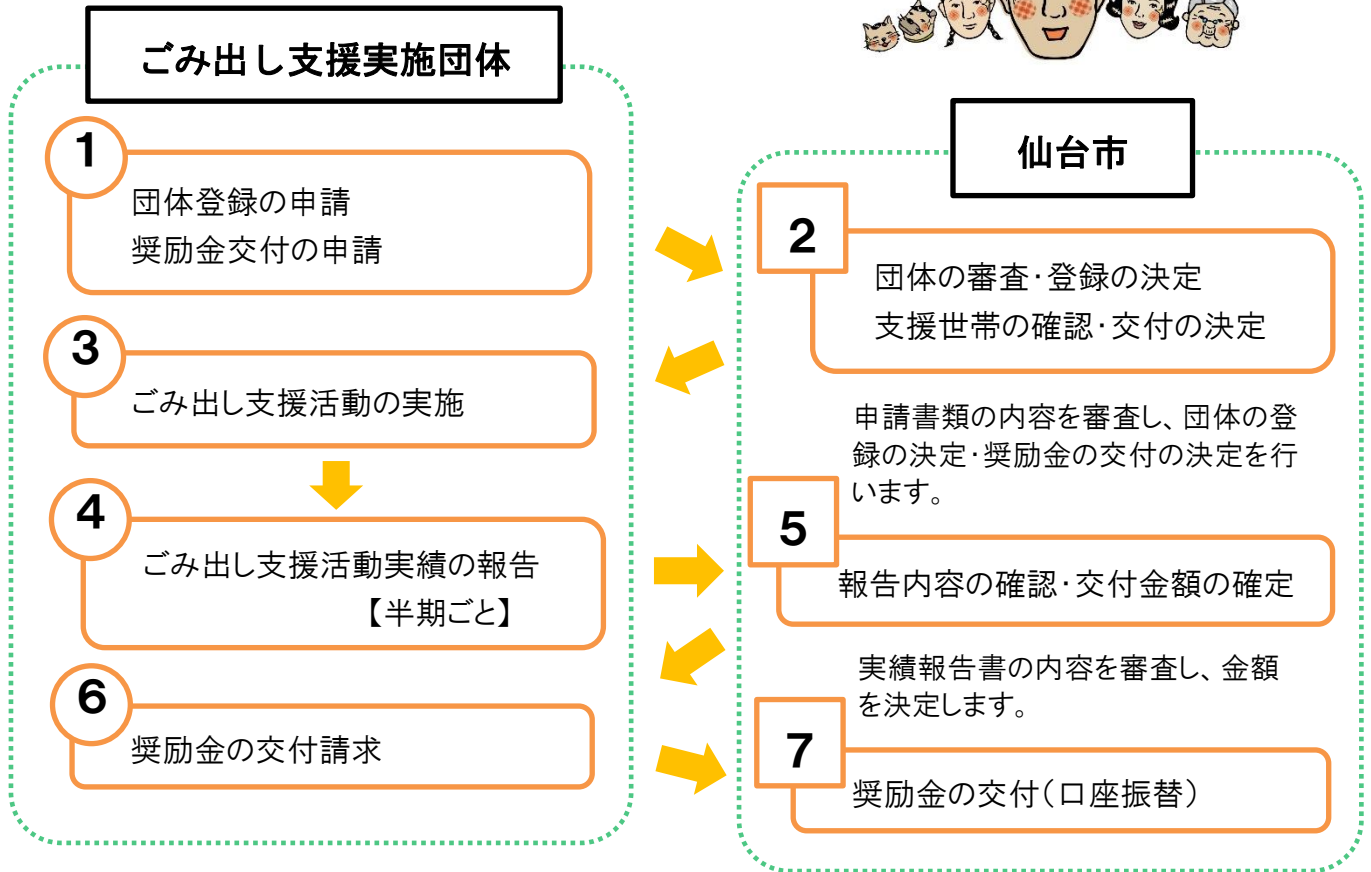 ごみ出し支援実施団体
1
団体登録の申請
奨励金交付の申請
3
ごみ出し支援活動の実施
4
ごみ出し支援活動実績の報告
【半期ごと】
6
奨励金の交付請求
仙台市
2
団体の審査・登録の決定
支援世帯の確認・交付の決定
申請書類の内容を審査し、団体の登
録の決定・奨励金の交付の決定を行
います。
5
報告内容の確認・交付金額の確定
実績報告書の内容を審査し、金額
を決定します。
7
奨励金の交付(口座振替)